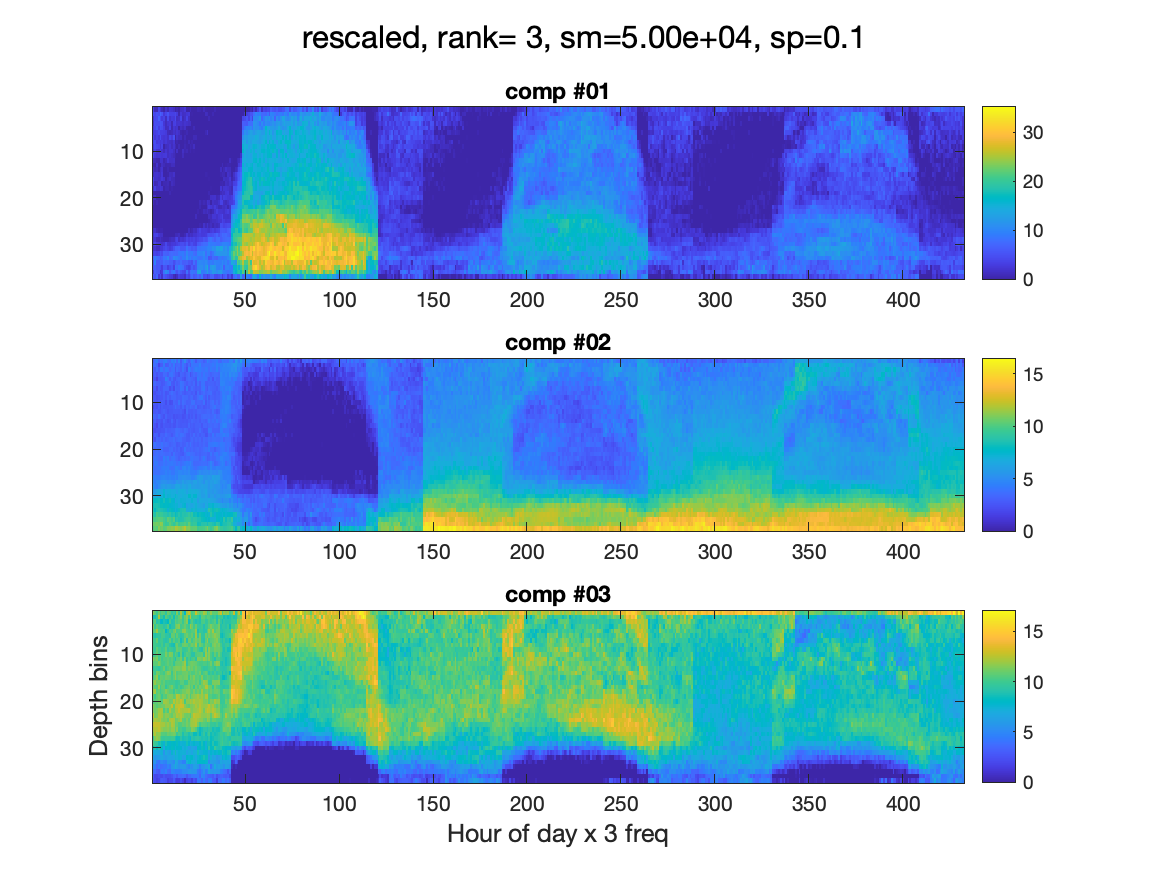 rescaled, rank= 3, sm=5.00e+04, sp=0.1
comp #01
10
20
30
50 100 150 200 250 300 350 400
30
20
10
0
comp #02
10
20
30
50 100 150 200 250 300 350 400
15
10
5
0
comp #03
Depth bins
10
20
30
50 100 150 200 250 300 350 400
15
10
5
0
Hour of day x 3 freq